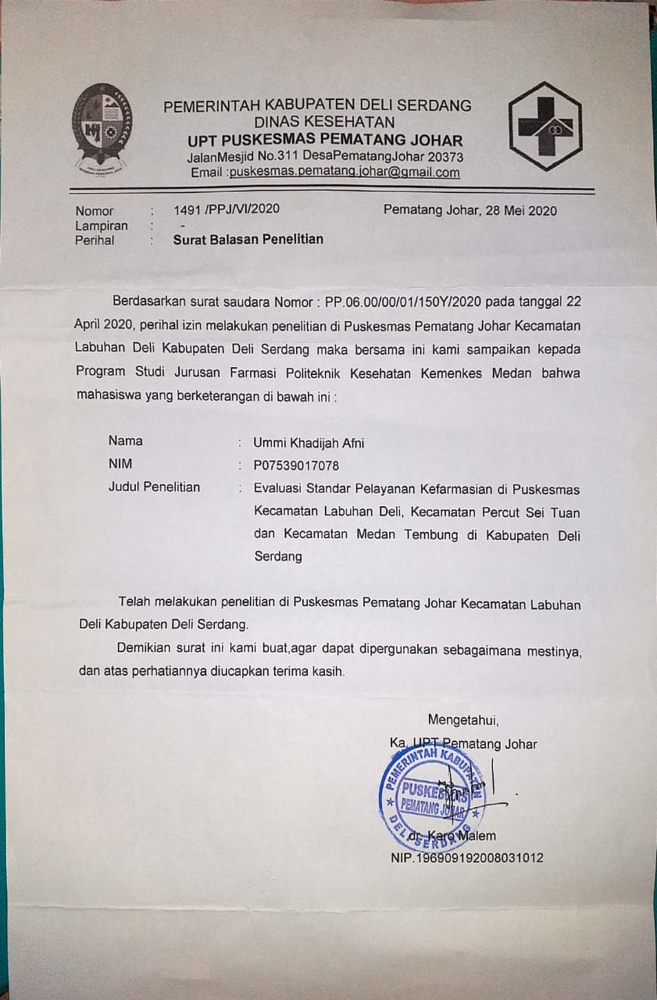 PEMERINTAH KABUPATEN DELI SERDANG
DINAS KESEHATAN
UPT PUSKESMAS PEMATANG JOHAR
JalanMesjid No.311 DesaPematangJohar 20373
Email :puskesmas.pematang.johar@gmail.com
Nomor : 1491 /PPJ/VI/2020 Pematang Johar, 28 Mei 2020
Lampiran : -
Perihal : Surat Balasan Penelitian
Berdasarkan surat saudara Nomor : PP.06.00/00/01/150Y/2020 pada tanggal 22
April 2020, perihal izin melakukan penelitian di Puskesmas Pematang Johar Kecamatan
Labuhan Deli Kabupaten Deli Serdang maka bersama ini kami sampaikan kepada
Program Studi Jurusan Farmasi Politeknik Kesehatan Kemenkes Medan bahwa
mahasiswa yang berketerangan di bawah ini :
Nama : Ummi Khadijah Afni
NIM : P07539017078
Judul Penelitian : Evaluasi Standar Pelayanan Kefarmasian di Puskesmas
Kecamatan Labuhan Deli, Kecamatan Percut Sei Tuan
dan Kecamatan Medan Tembung di Kabupaten Deli
Serdang
Telah melakukan penelitian di Puskesmas Pematang Johar Kecamatan Labuhan
Deli Kabupaten Deli Serdang.
Demikian surat ini kami buat,agar dapat dipergunakan sebagaimana mestinya,
dan atas perhatiannya diucapkan terima kasih.
Mengetahui,
Ka. UPT Pematang Johar
PEMERINTAH KABUPATEN
PUSKESMAS
PEMATANG JOHAR
DELI SERDANG
dr. Karo Malem
NIP.196909192008031012